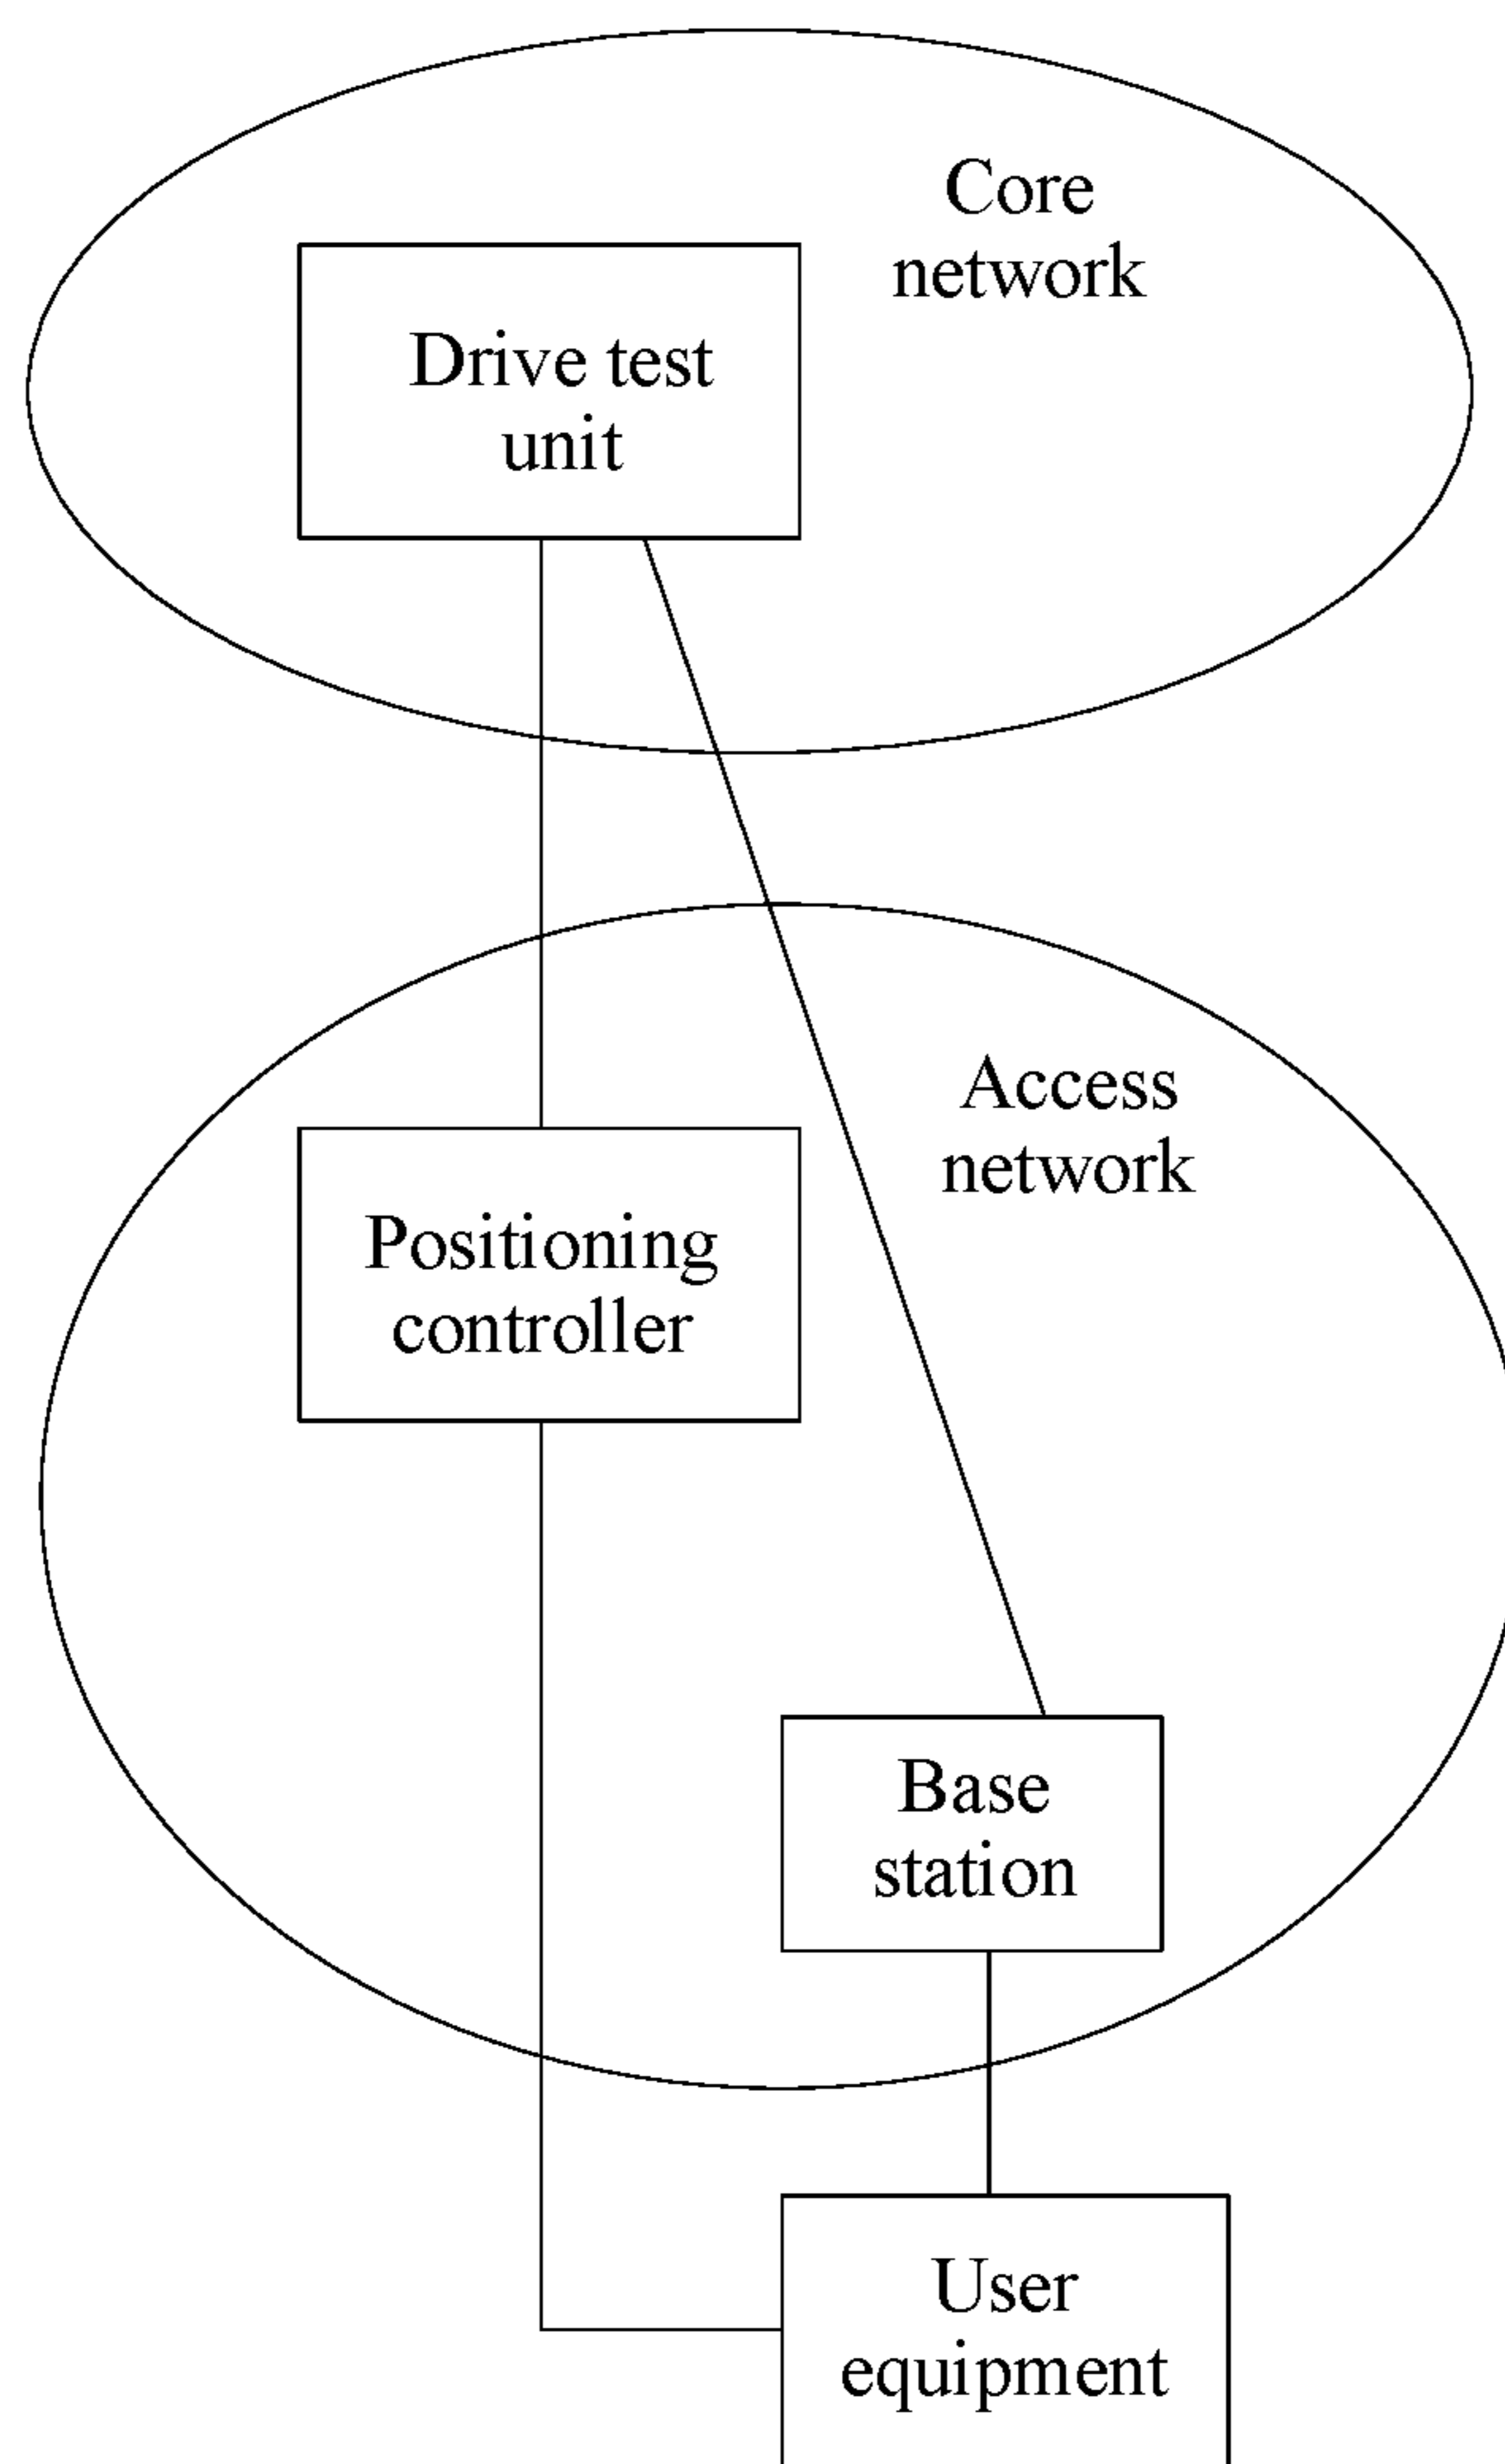 Core
network
Drive test
unit
Access
network
Positioning
controller
Base
station
User
equipment